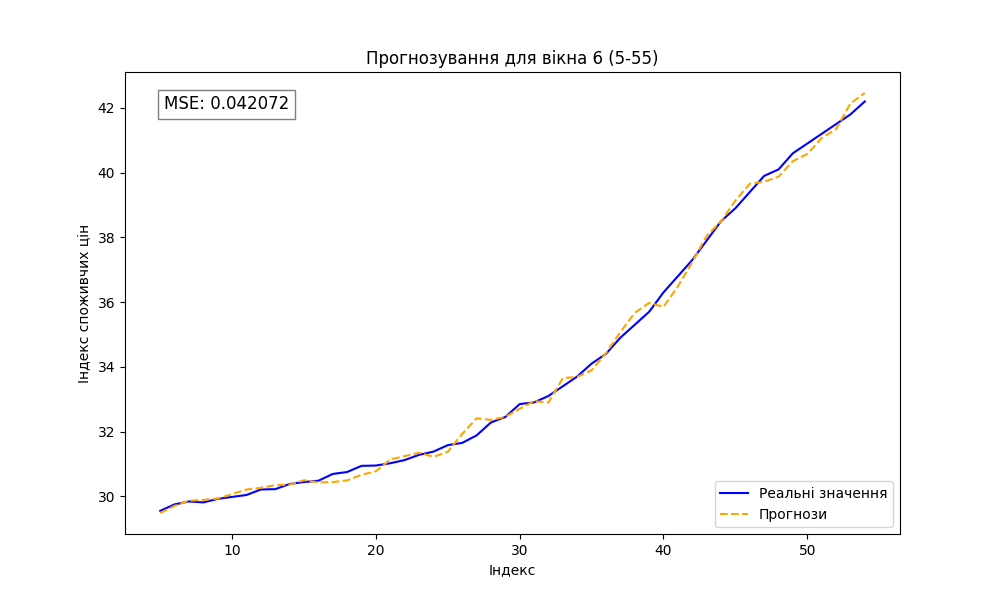 Прогнозування для вікна 6 (5-55)
MSE: 0.042072
Індекс споживчих цін
42
40
38
36
34
32
30
10
20
30
40
50
Індекс
Реальні значення
Прогнози